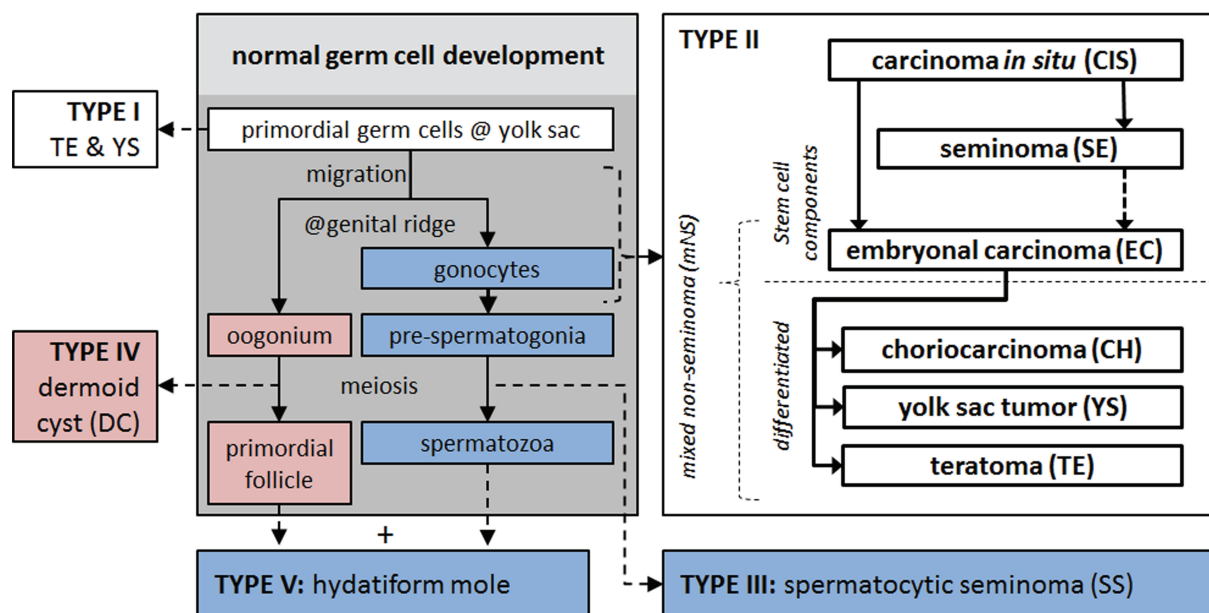 normal germ cell development
TYPE I
TE & YS
primordial germ cells @ yolk sac
migration
@genital ridge
gonocytes
oogonium
pre-spermatogonia
TYPE IV
dermoid
cyst (DC)
meiosis
primordial
follicle
spermatozoa
+
TYPE V: hydatiform mole
TYPE II
carcinoma in situ (CIS)
seminoma (SE)
Stem cell
components
embryonal carcinoma (EC)
mixed non-seminoma (mNS)
differentiated
choriocarcinoma (CH)
yolk sac tumor (YS)
teratoma (TE)
TYPE III: spermatocytic seminoma (SS)